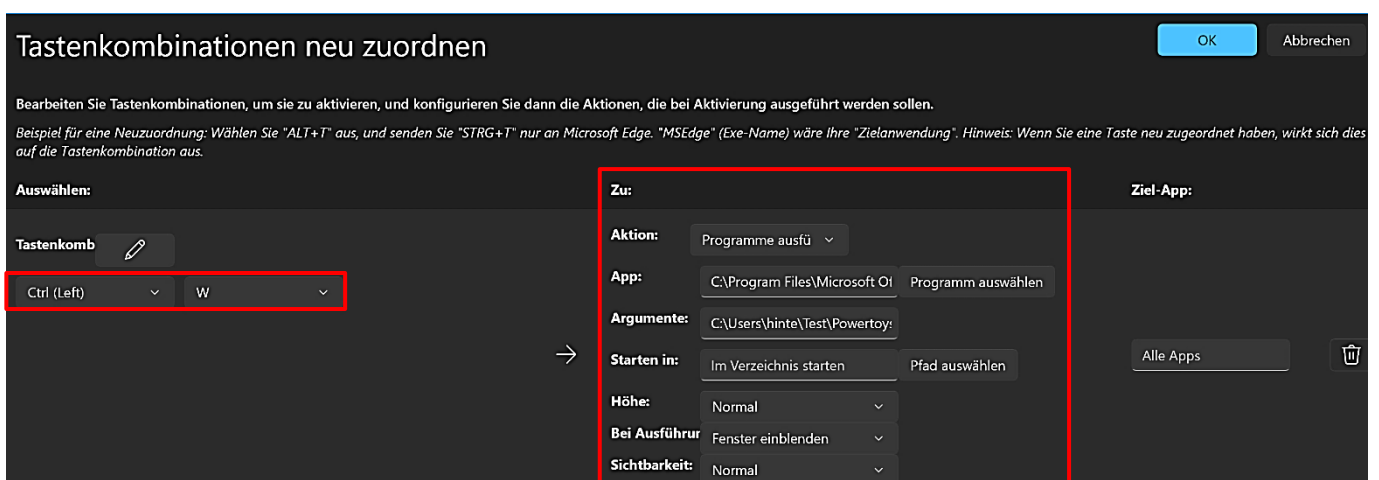 Tastenkombinationen neu zuordnen
OK
Abbrechen
Bearbeiten Sie Tastenkombinationen, um sie zu aktivieren, und konfigurieren Sie dann die Aktionen, die bei Aktivierung ausgeführt werden sollen.
Beispiel für eine Neuzuordnung: Wählen Sie "ALT+T" aus, und senden Sie "STRG+T" nur an Microsoft Edge. "MSEdge" (Exe-Name) wäre Ihre "Zielanwendung". Hinweis: Wenn Sie eine Taste neu zugeordnet haben, wirkt sich dies
auf die Tastenkombination aus.
Auswählen:
Zu:
Ziel-App:
Tastenkomb
Ctrl (Left)
W
Aktion:
Programme ausfü
App:
C:\Program Files\Microsoft Of
Programm auswählen
Argumente:
C:\Users\hinte\Test\Powertoys
Starten in:
Im Verzeichnis starten
Pfad auswählen
Alle Apps
Höhe:
Normal
Bei Ausführur
Fenster einblenden
Sichtbarkeit:
Normal